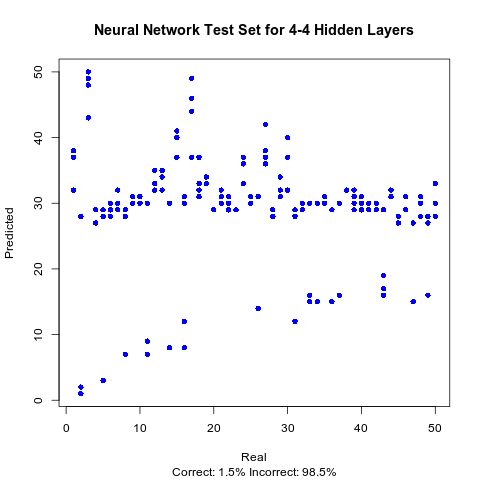 Neural Network Test Set for 4-4 Hidden Layers
50
40
30
20
10
0
Predicted
0 10 20 30 40 50
Real
Correct: 1.5% Incorrect: 98.5%